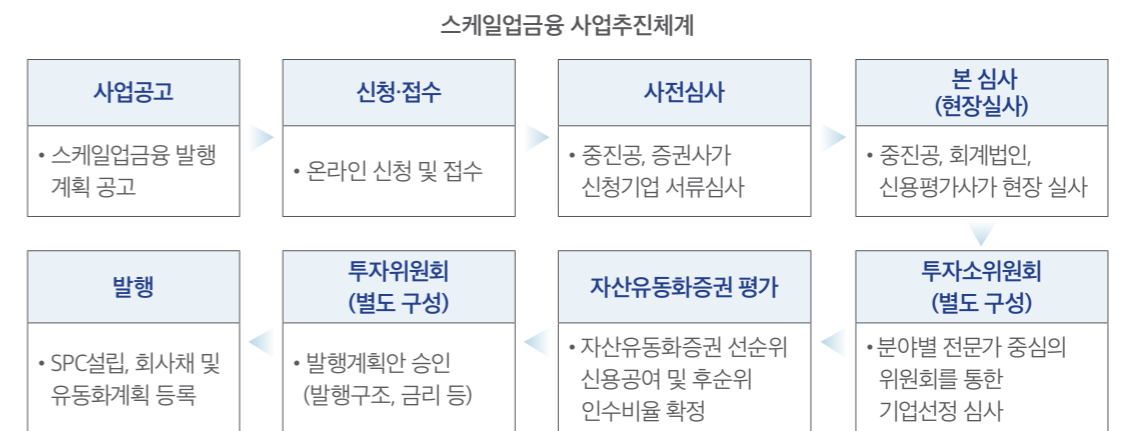 스케일업금융 사업추진체계
사업공고
• 스케일업금융 발행
계획 공고
신청·접수
• 온라인 신청 및 접수
사전심사
• 중진공, 증권사가
신청기업 서류심사
본 심사
(현장실사)
• 중진공, 회계법인,
신용평가사가 현장 실사
투자소위원회
(별도 구성)
• 분야별 전문가 중심의
위원회를 통한
기업선정 심사
자산유동화증권 평가
• 자산유동화증권 선순위
신용공여 및 후순위
인수비율 확정
투자위원회
(별도 구성)
• 발행계획안 승인
(발행구조, 금리 등)
발행
• SPC설립, 회사채 및
유동화계획 등록